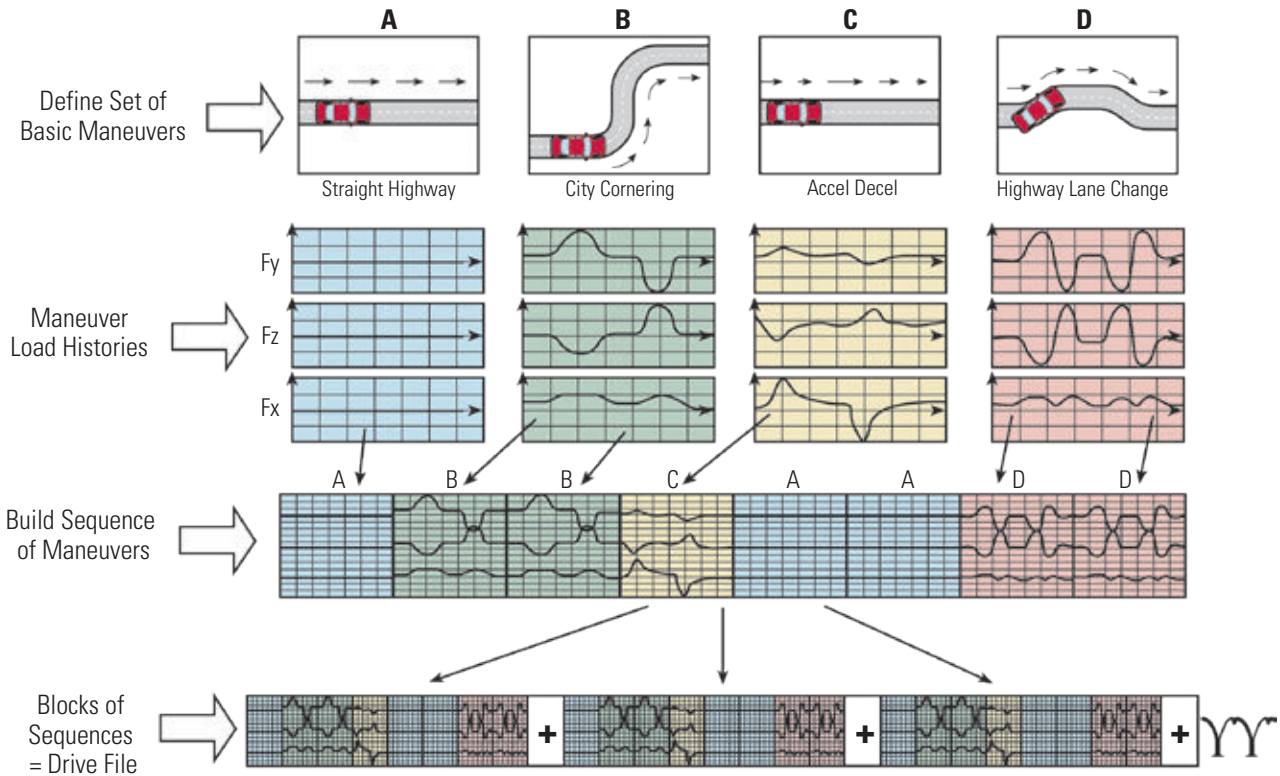 A
B
C
D
Define Set of
Basic Maneuvers
Straight Highway
City Cornering
Accel Decel
Highway Lane Change
Maneuver
Load Histories
Fy
Fz
Fx
A
B
B
C
A
A
D
D
Build Sequence
of Maneuvers
Blocks of
Sequences
= Drive File
+
+
+